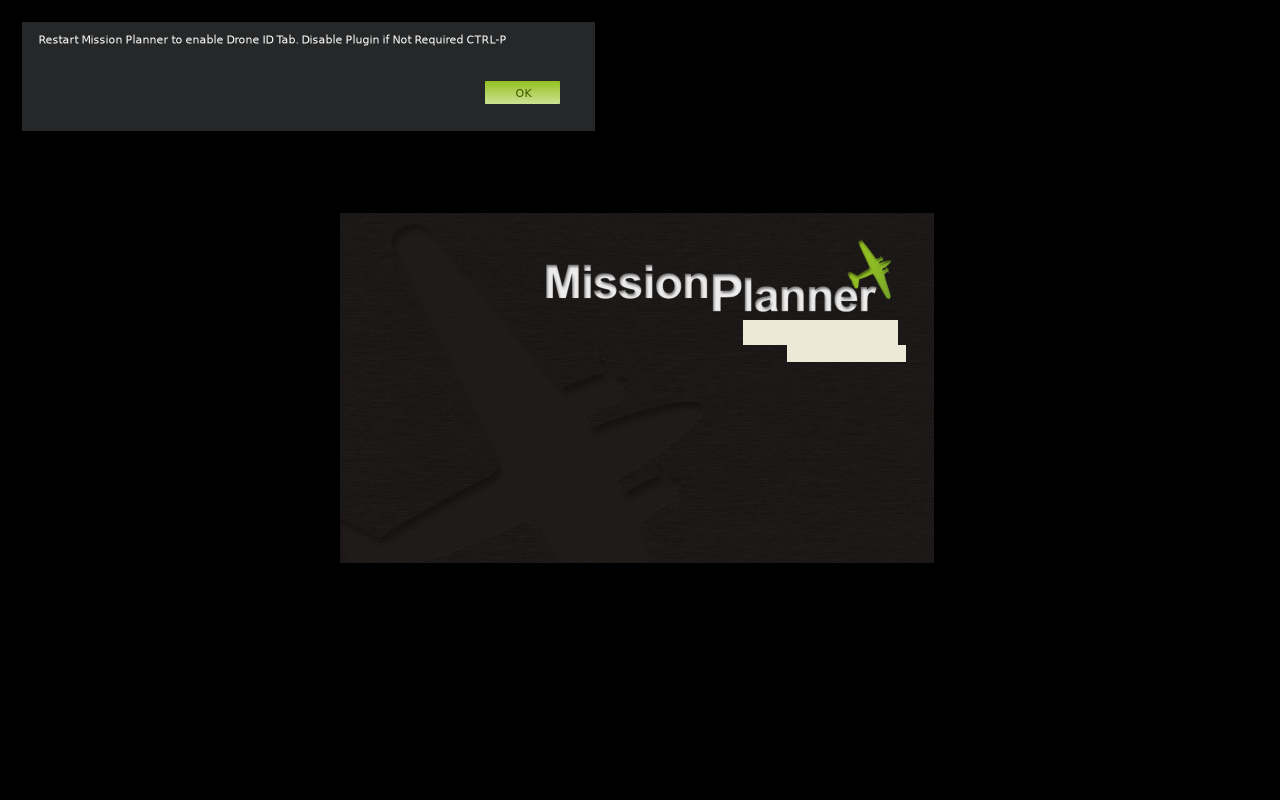 Restart Mission Planner to enable Drone ID Tab. Disable Plugin if Not Required CTRL-P
OK
MissionPlanner